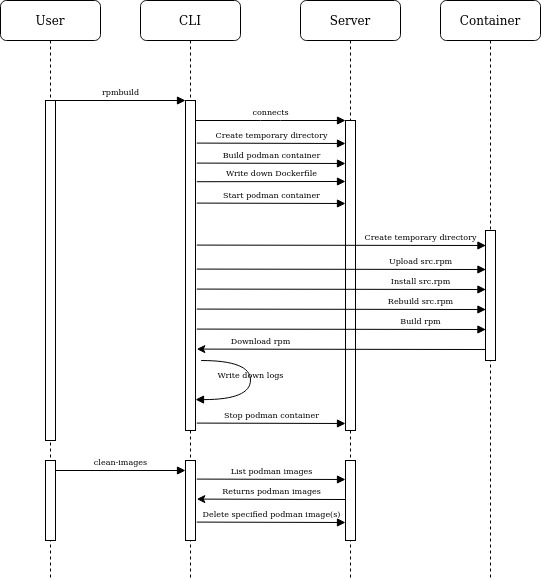 User
CLI
Server
Container
rpmbuild
connects
Create temporary directory
Build podman container
Write down Dockerfile
Start podman container
Create temporary directory
Upload src.rpm
Install src.rpm
Rebuild src.rpm
Build rpm
Download rpm
Write down logs
Stop podman container
clean-images
List podman images
Returns podman images
Delete specified podman image(s)